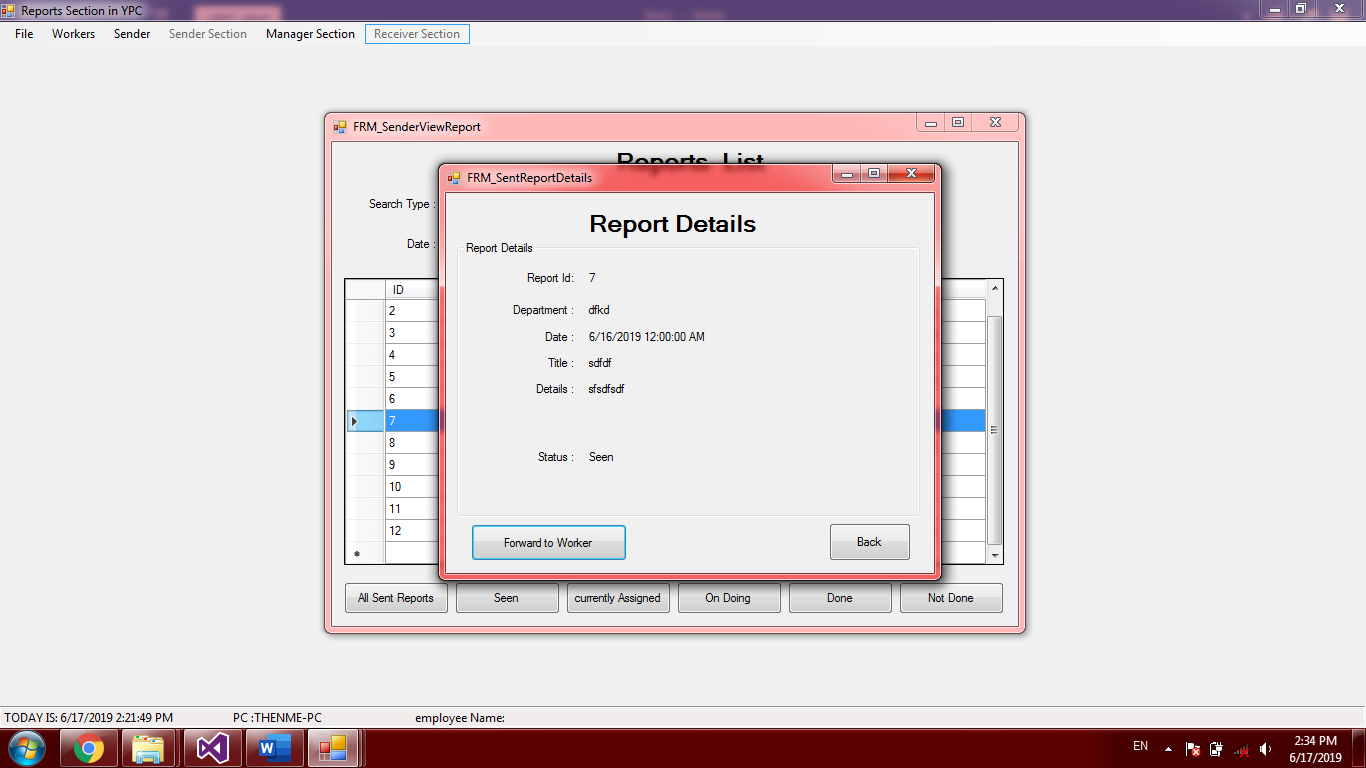 Reports Section in YPC
File Workers Sender Sender Section Manager Section Receiver Section
FRM_SenderViewReport
Reports List
FRM_SentReportDetails
Search Type :
Date :
ID
2
3
4
5
6
7
8
9
10
11
12
Report Details
Report Details
Report Id: 7
Department : dfkd
Date : 6/16/2019 12:00:00 AM
Title : sdfdf
Details : sfsdfsdf
Status : Seen
Forward to Worker Back
All Sent Reports Seen currently Assigned On Doing Done Not Done
TODAY IS: 6/17/2019 2:21:49 PM PC :THENME-PC employee Name:
EN 2:34 PM
6/17/2019